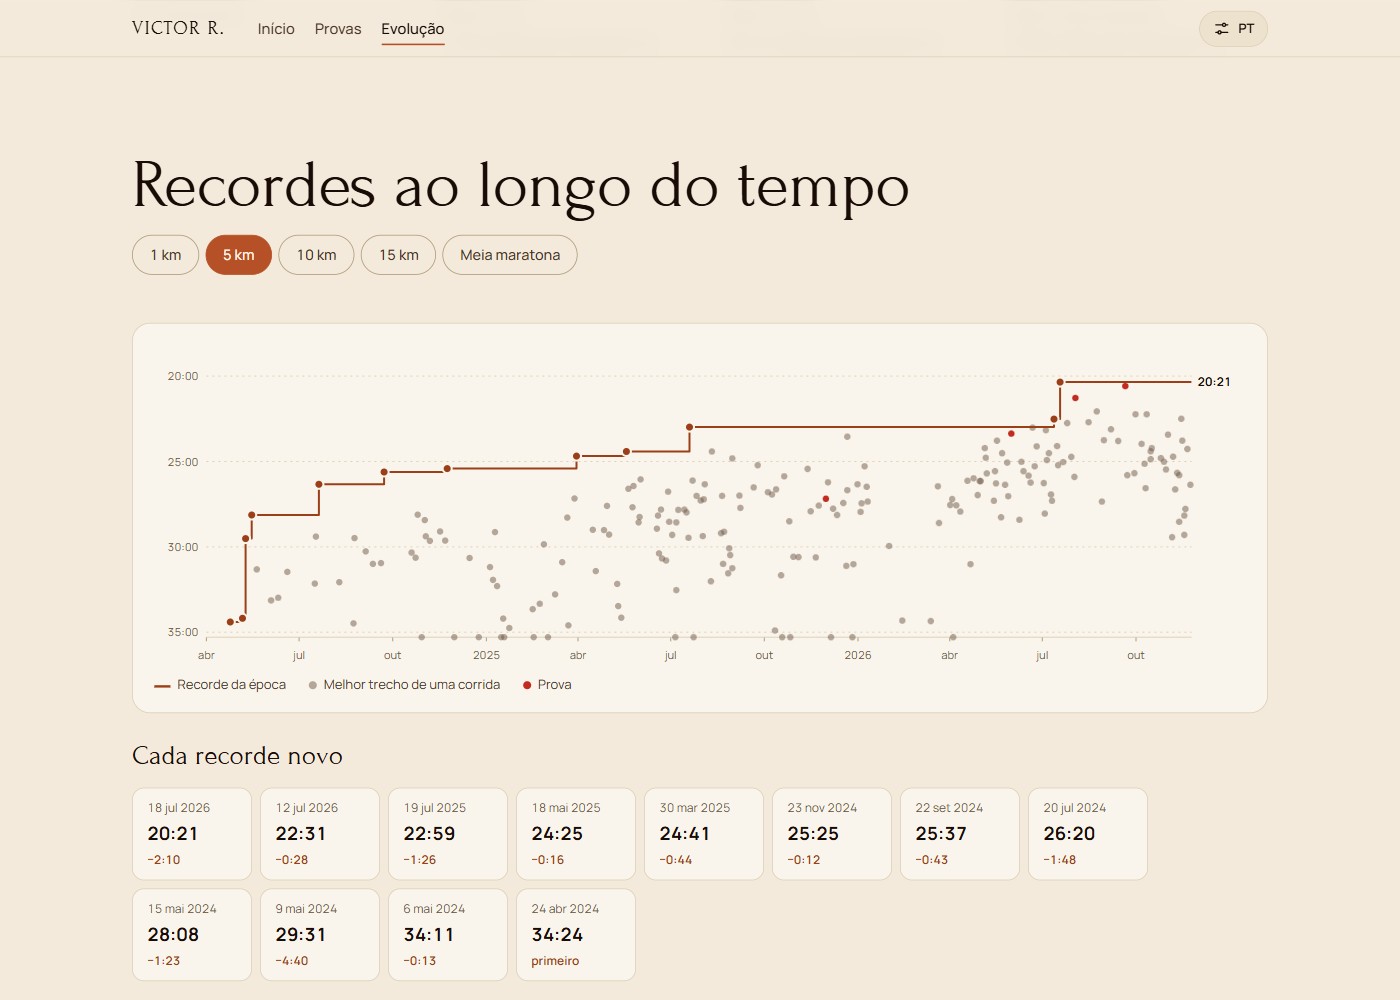 VICTOR R. Início Provas Evolução PT
Recordes ao longo do tempo
1 km 5 km 10 km 15 km Meia maratona
20:00
20:21
25:00
30:00
35:00
abr jul out 2025 abr jul out 2026 abr jul out
Recorde da época Melhor trecho de uma corrida Prova
Cada recorde novo
18 jul 2026 12 jul 2026 19 jul 2025 18 mai 2025 30 mar 2025 23 nov 2024 22 set 2024 20 jul 2024
20:21 22:31 22:59 24:25 24:41 25:25 25:37 26:20
−2:10 −0:28 −1:26 −0:16 −0:44 −0:12 −0:43 −1:48
15 mai 2024 9 mai 2024 6 mai 2024 24 abr 2024
28:08 29:31 34:11 34:24
−1:23 −4:40 −0:13 primeiro